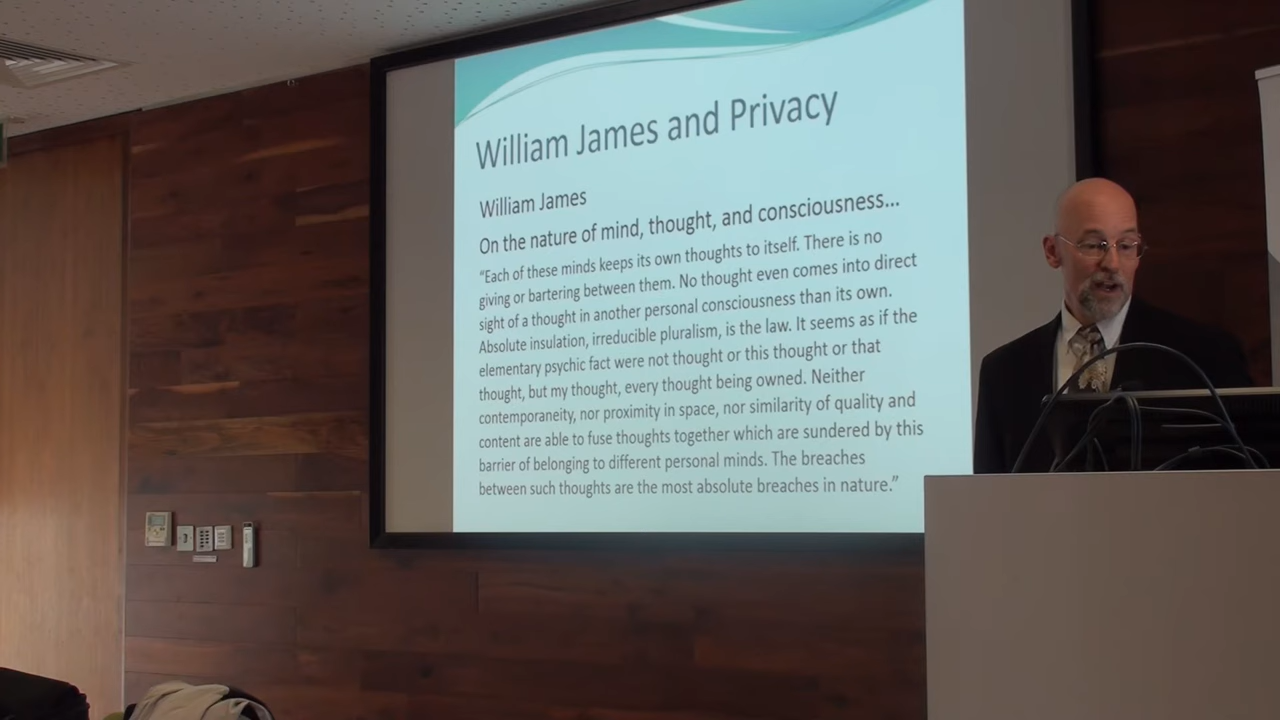 William James and Privacy
William James
On the nature of mind, thought, and consciousness...
“Each of these minds keeps its own thoughts to itself. There is no
giving or bartering between them. No thought even comes into direct
sight of a thought in another personal consciousness than its own.
Absolute insulation, irreducible pluralism, is the law. It seems as if the
elementary psychic fact were not thought or this thought or that
thought, but my thought, every thought being owned. Neither
contemporaneity, nor proximity in space, nor similarity of quality and
content are able to fuse thoughts together which are sundered by this
barrier of belonging to different personal minds. The breaches
between such thoughts are the most absolute breaches in nature.”